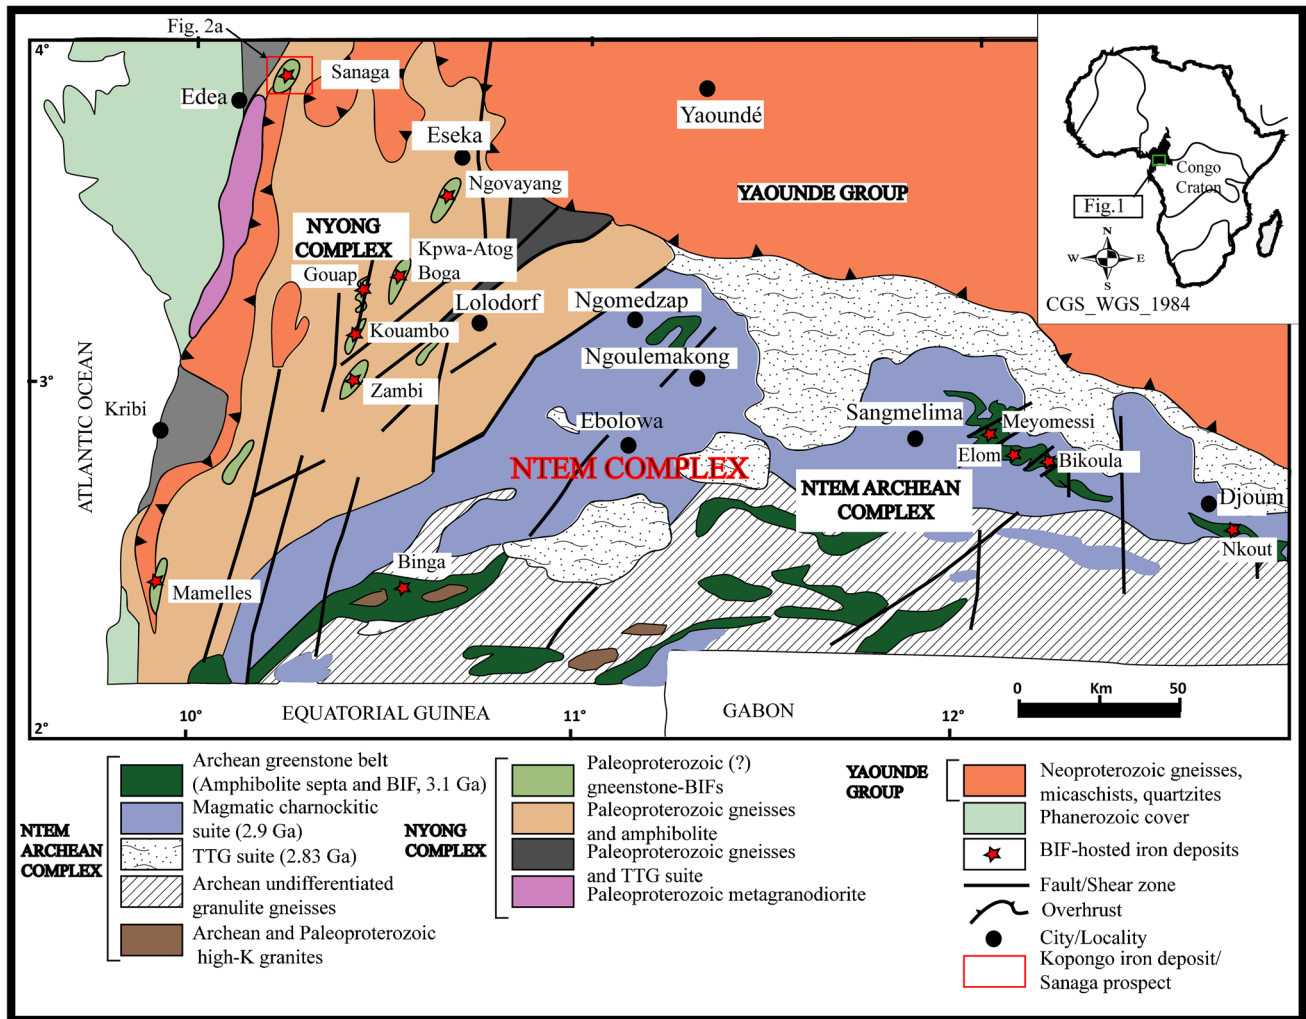 Fig. 2a
4°
Sanaga
Edea
Yaoundé
Eseka
Ngovayang
YAOUNDE GROUP
Congo
Craton
Fig.1
N
W
E
S
CGS_WGS_1984
NYONG
COMPLEX
Kpwa-Atog
Boga
Gouap
Lolodorf
Ngomedzap
Kouambo
Ngoulemakong
ATLANTIC OCEAN
3°
Zambi
Kribi
Ebolowa
Sangmelima
Meyomessi
Elom
Bikoula
NTEM COMPLEX
NTEM ARCHEAN
COMPLEX
Djoum
Nkout
Binga
Mamelles
0
Km
50
2°
10°
EQUATORIAL GUINEA
11°
GABON
12°
NTEM
ARCHEAN
COMPLEX
Archean greenstone belt
(Amphibolite septa and BIF, 3.1 Ga)
Magmatic charnockitic
suite (2.9 Ga)
TTG suite (2.83 Ga)
Archean undifferentiated
granulite gneisses
Archean and Paleoproterozoic
high-K granites
NYONG
COMPLEX
Paleoproterozoic (?)
gneenstone-BIFs
Paleoproterozoic gneisses
and amphibolite
Paleoproterozoic gneisses
and TTG suite
Paleoproterozoic metagranodiorite
YAOUNDE
GROUP
Neoproterozoic gneisses,
micaschists, quartzites
Phanerozoic cover
BIF-hosted iron deposits
Fault/Shear zone
Overhrust
City/Locality
Kopongo iron deposit/
Sanaga prospect